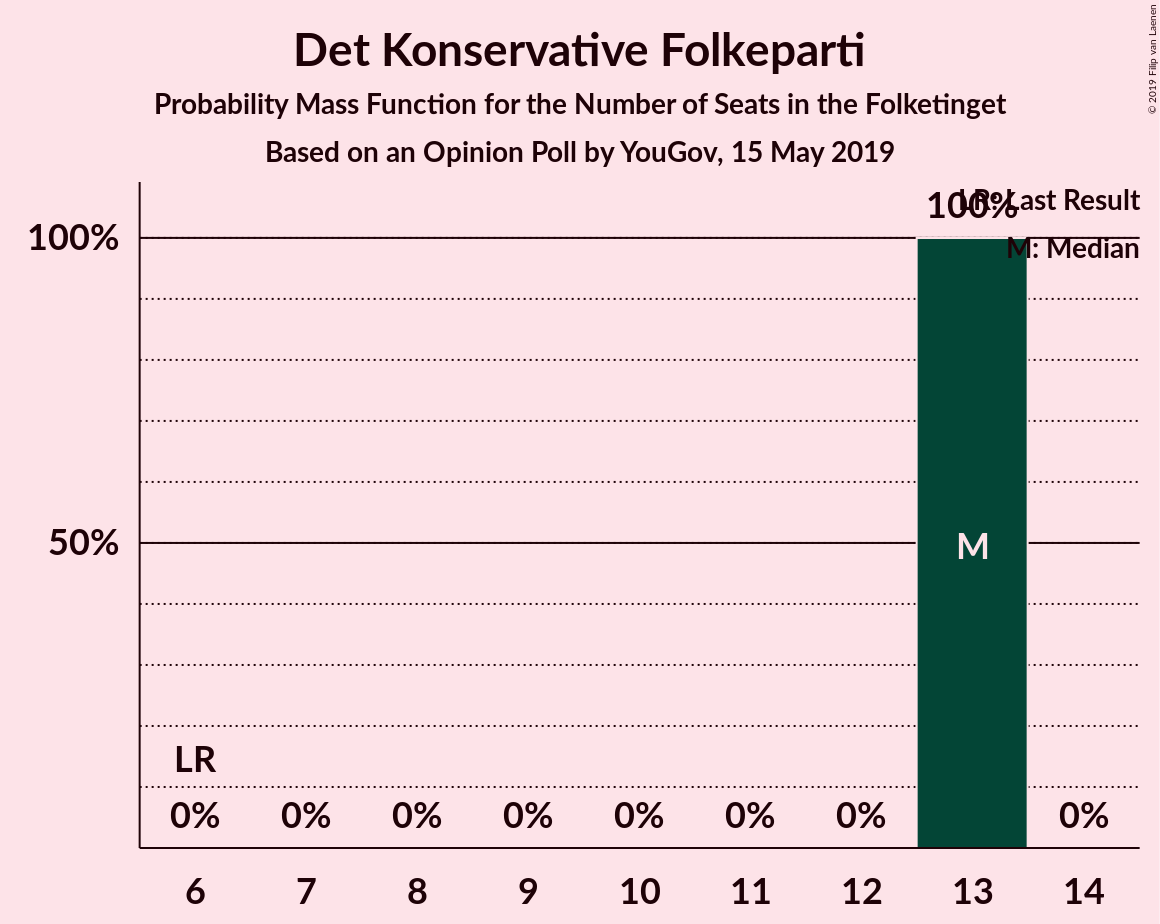 Det Konservative Folkeparti
Probability Mass Function for the Number of Seats in the Folketinget
Based on an Opinion Poll by YouGov, 15 May 2019
© 2019 Filip van Laenen
LR: Last Result
M: Median
100%
100%
50%
M
LR
0% 0% 0% 0% 0% 0% 0% 0%
6 7 8 9 10 11 12 13 14